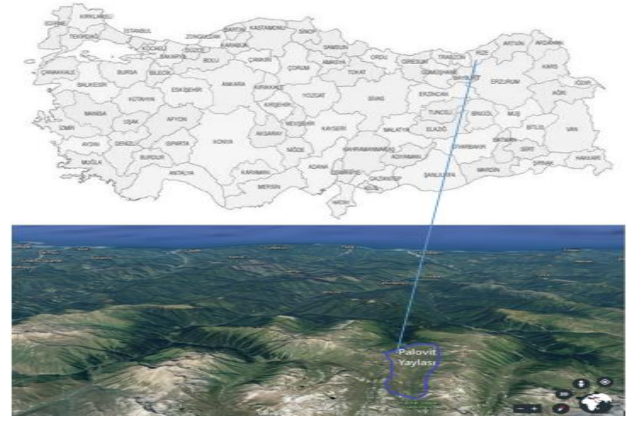 KIRKLARELİ
EDİRNE
TEKİRDAĞ
İSTANBUL
KOCAELİ
SAKARYA
DÜZCE
ZONGULDAK
BARTIN
KARABÜK
KASTAMONU
SİNOP
BOLU
ÇANKIRI
SAMSUN
ORDU
GİRESUN
TRABZON
RİZE
ARTVİN
ARDAHAN
ÇANAKKALE
BALIKESİR
BURSA
BİLECİK
ESKİŞEHİR
ANKARA
KIRIKKALE
ÇORUM
AMASYA
TOKAT
GÜMÜŞHANE
BAYBURT
ERZURUM
KARS
IĞDIR
AĞRI
KÜTAHYA
MANİSA
UŞAK
AFYON
KIRŞEHİR
YOZGAT
SİVAS
ERZİNCAN
TUNCELİ
BİNGÖL
MUŞ
İZMİR
AYDIN
DENİZLİ
ISPARTA
KONYA
AKSARAY
NEVŞEHİR
KAYSERİ
MALATYA
ELAZIĞ
DİYARBAKIR
BATMAN
BİTLİS
VAN
MUĞLA
BURDUR
ANTALYA
KARAMAN
NİĞDE
ADANA
KAHRAMANMARAŞ
ADIYAMAN
SİİRT
HAKKARİ
MERSİN
OSMANİYE
GAZİANTEP
ŞANLIURFA
MARDİN
ŞIRNAK
KİLİS
HATAY
Palovit
Yaylası